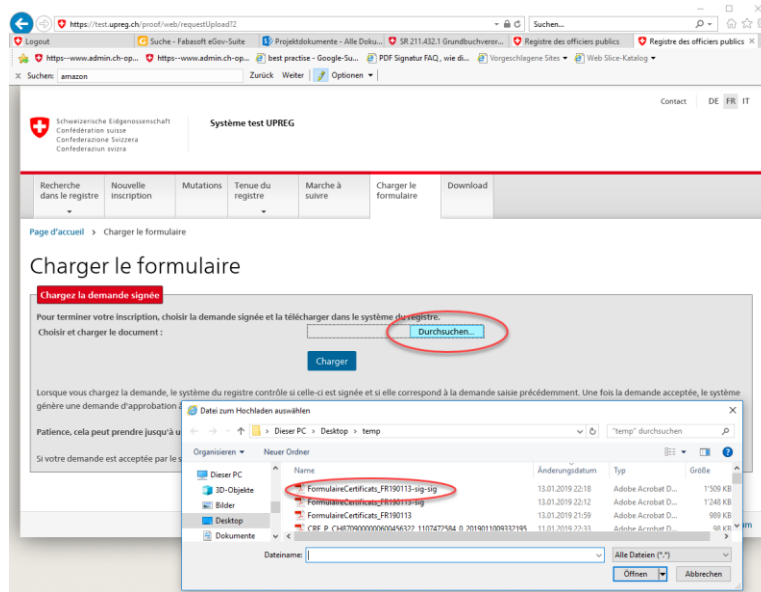 https://test.upreg.ch/proof/web/requestUpload?2
Suchen...
Logout
Suche - Fabasoft eGov-Suite
Projektdokumente - Alle Doku...
SR 211.432.1 Grundbuchveror...
Registre des officiers publics
Registre des officiers publics
https--www.admin.ch-op...
https--www.admin.ch-op...
best practise - Google-Su...
PDF Signatur FAQ, wie di...
Vorgeschlagene Sites
Web Slice-Katalog
Suchen: amazon
Zurück Weiter
Optionen
Contact DE FR IT
Schweizerische Eidgenossenschaft
Confédération suisse
Confederazione Svizzera
Confederaziun svizra
Système test UPREG
Recherche dans le registre
Nouvelle inscription
Mutations
Tenue du registre
Marche à suivre
Charger le formulaire
Download
Page d'accueil > Charger le formulaire
Charger le formulaire
Chargez la demande signée
Pour terminer votre inscription, choisir la demande signée et la télécharger dans le système du registre.
Choisir et charger le document :
Durchsuchen...
Charger
Lorsque vous chargez la demande, le système du registre contrôle si celle-ci est signée et si elle correspond à la demande saisie précédemment. Une fois la demande acceptée, le système
génère une demande d'approbation à
Patience, cela peut prendre jusqu'à u
Si votre demande est acceptée par le s
Datei zum Hochladen auswählen
Dieser PC > Desktop > temp
"temp" durchsuchen
Organisieren
Neuer Ordner
Dieser PC
3D-Objekte
Bilder
Desktop
Dokumente
Name Änderungsdatum Typ Größe
FormulaireCertificats_FR190113-sig-sig 13.01.2019 22:18 Adobe Acrobat D... 1'509 KB
FormulaireCertificats_FR190113-sig 13.01.2019 22:12 Adobe Acrobat D... 1'248 KB
FormulaireCertificats_FR190113 13.01.2019 21:59 Adobe Acrobat D... 989 KB
11.01.2019 22:33 Adobe Acrobat D... 98 KB
Dateiname:
Alle Dateien (*.*)
Öffnen
Abbrechen